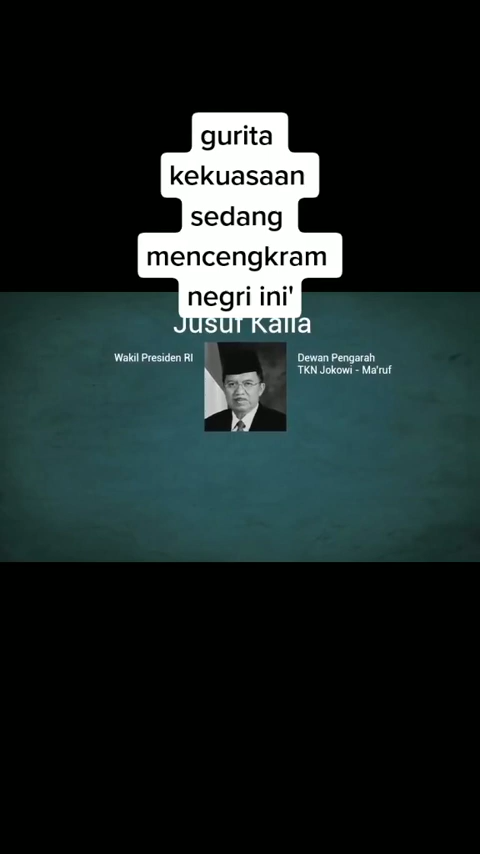 gurita
kekuasaan
sedang
mencengkram
negri ini'
Jusuf Kalla
Wakil Presiden RI
Dewan Pengarah
TKN Jokowi - Ma'ruf